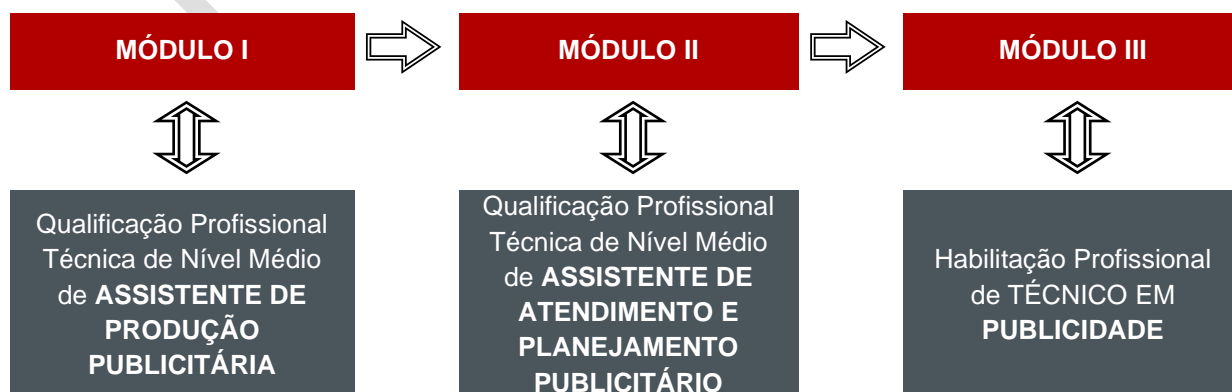 MÓDULO I
MÓDULO II
MÓDULO III
Qualificação Profissional
Técnica de Nível Médio
de ASSISTENTE DE
PRODUÇÃO
PUBLICITÁRIA
Qualificação Profissional
Técnica de Nível Médio
de ASSISTENTE DE
ATENDIMENTO E
PLANEJAMENTO
PUBLICITÁRIO
Habilitação Profissional
de TÉCNICO EM
PUBLICIDADE